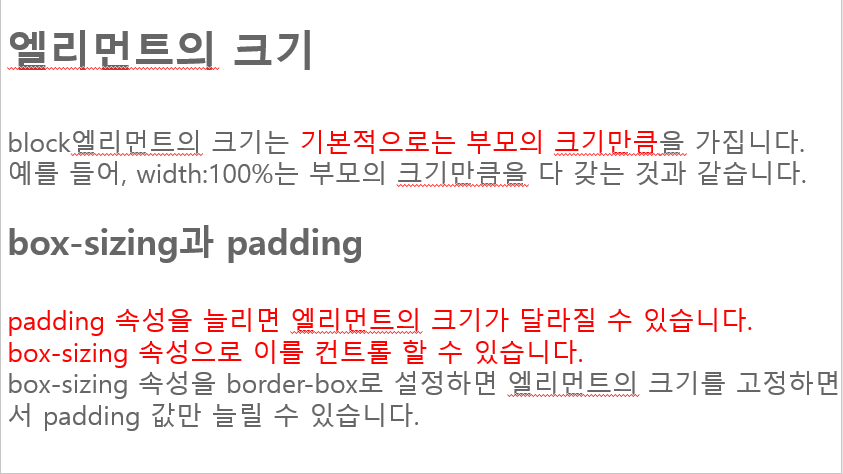 엘리먼트의 크기
block엘리먼트의 크기는 기본적으로는 부모의 크기만큼을 가집니다.
예를 들어, width:100%는 부모의 크기만큼을 다 갖는 것과 같습니다.
box-sizing과 padding
padding 속성을 늘리면 엘리먼트의 크기가 달라질 수 있습니다.
box-sizing 속성으로 이를 컨트롤 할 수 있습니다.
box-sizing 속성을 border-box로 설정하면 엘리먼트의 크기를 고정하면
서 padding 값만 늘릴 수 있습니다.